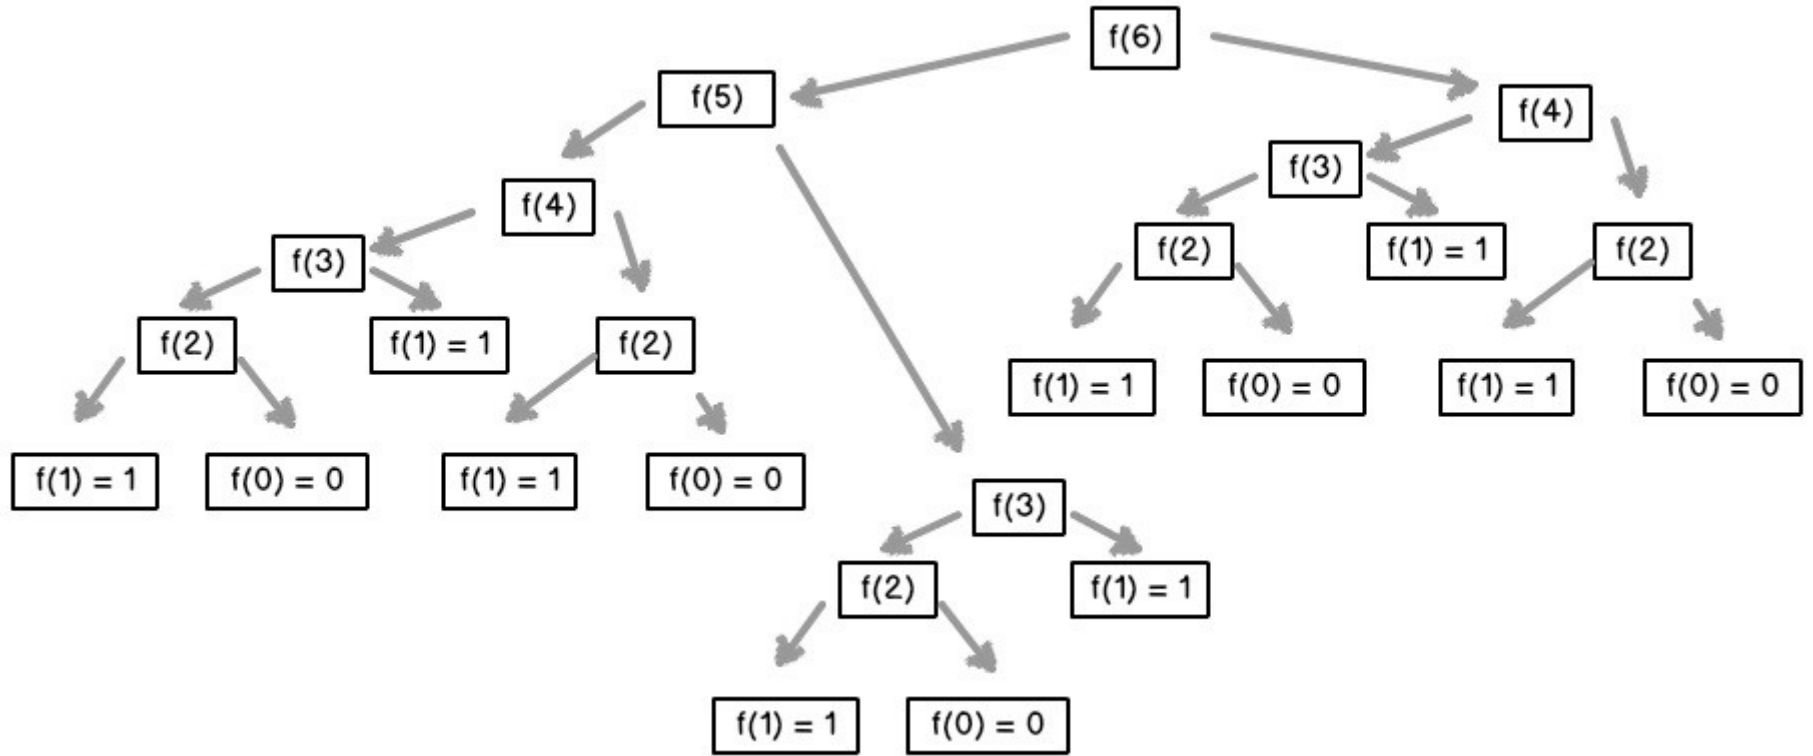 f(6)
f(5)
f(4)
f(4)
f(3)
f(3)
f(2)
f(1) = 1
f(2)
f(2)
f(1) = 1
f(2)
f(1) = 1
f(0) = 0
f(1) = 1
f(0) = 0
f(1) = 1
f(0) = 0
f(1) = 1
f(0) = 0
f(3)
f(2)
f(1) = 1
f(1) = 1
f(0) = 0